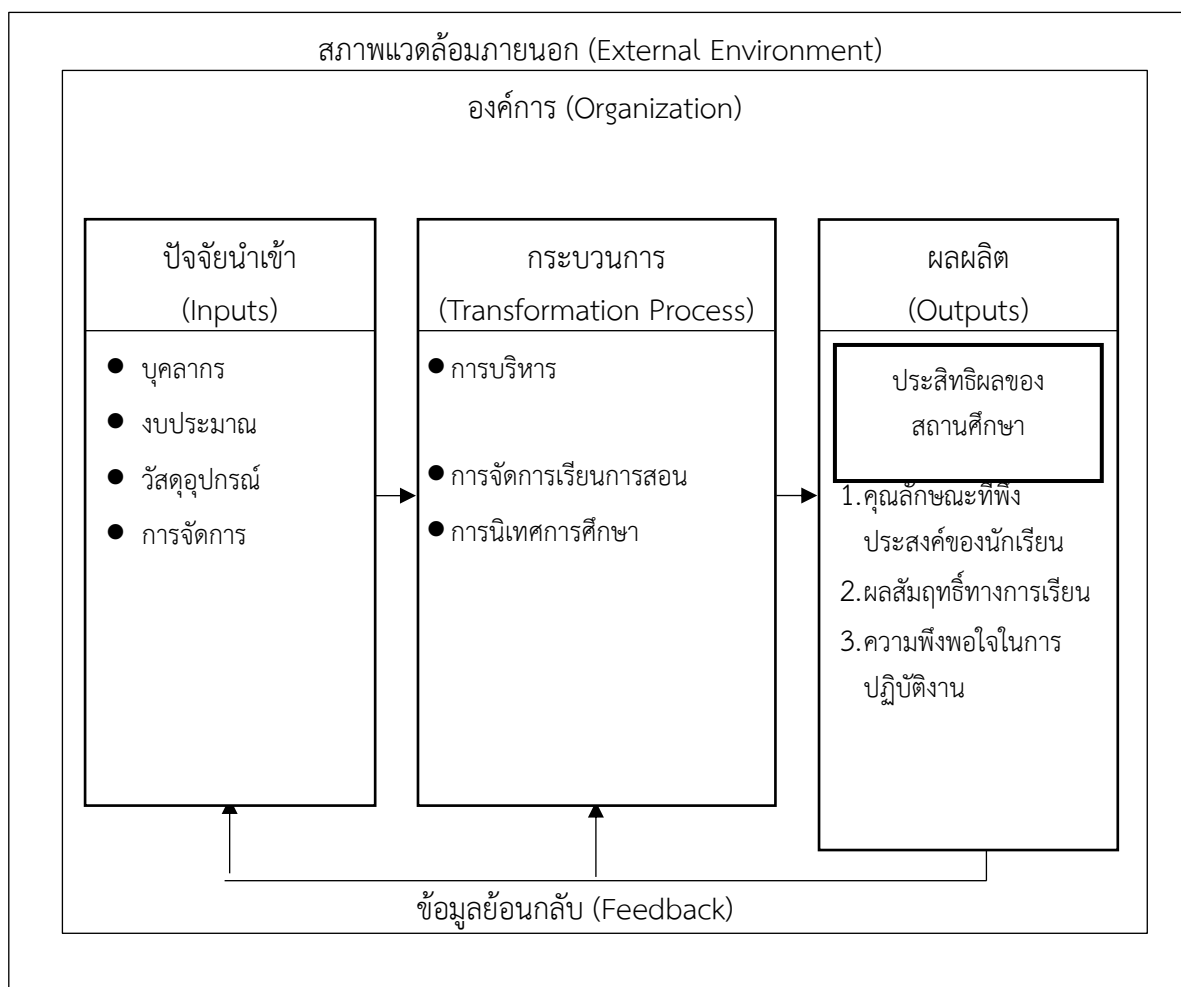 สภาพแวดล้อมภายนอก (External Environment)
องค์การ (Organization)
ปัจจัยนำเข้า
(Inputs)
● บุคลากร
● งบประมาณ
● วัสดุอุปกรณ์
● การจัดการ
กระบวนการ
(Transformation Process)
● การบริหาร
● การจัดการเรียนการสอน
● การนิเทศการศึกษา
ผลผลิต
(Outputs)
ประสิทธิผลของ
สถานศึกษา
1.คุณลักษณะที่พึง
ประสงค์ของนักเรียน
2.ผลสัมฤทธิ์ทางการเรียน
3.ความพึงพอใจในการ
ปฏิบัติงาน
ข้อมูลย้อนกลับ (Feedback)